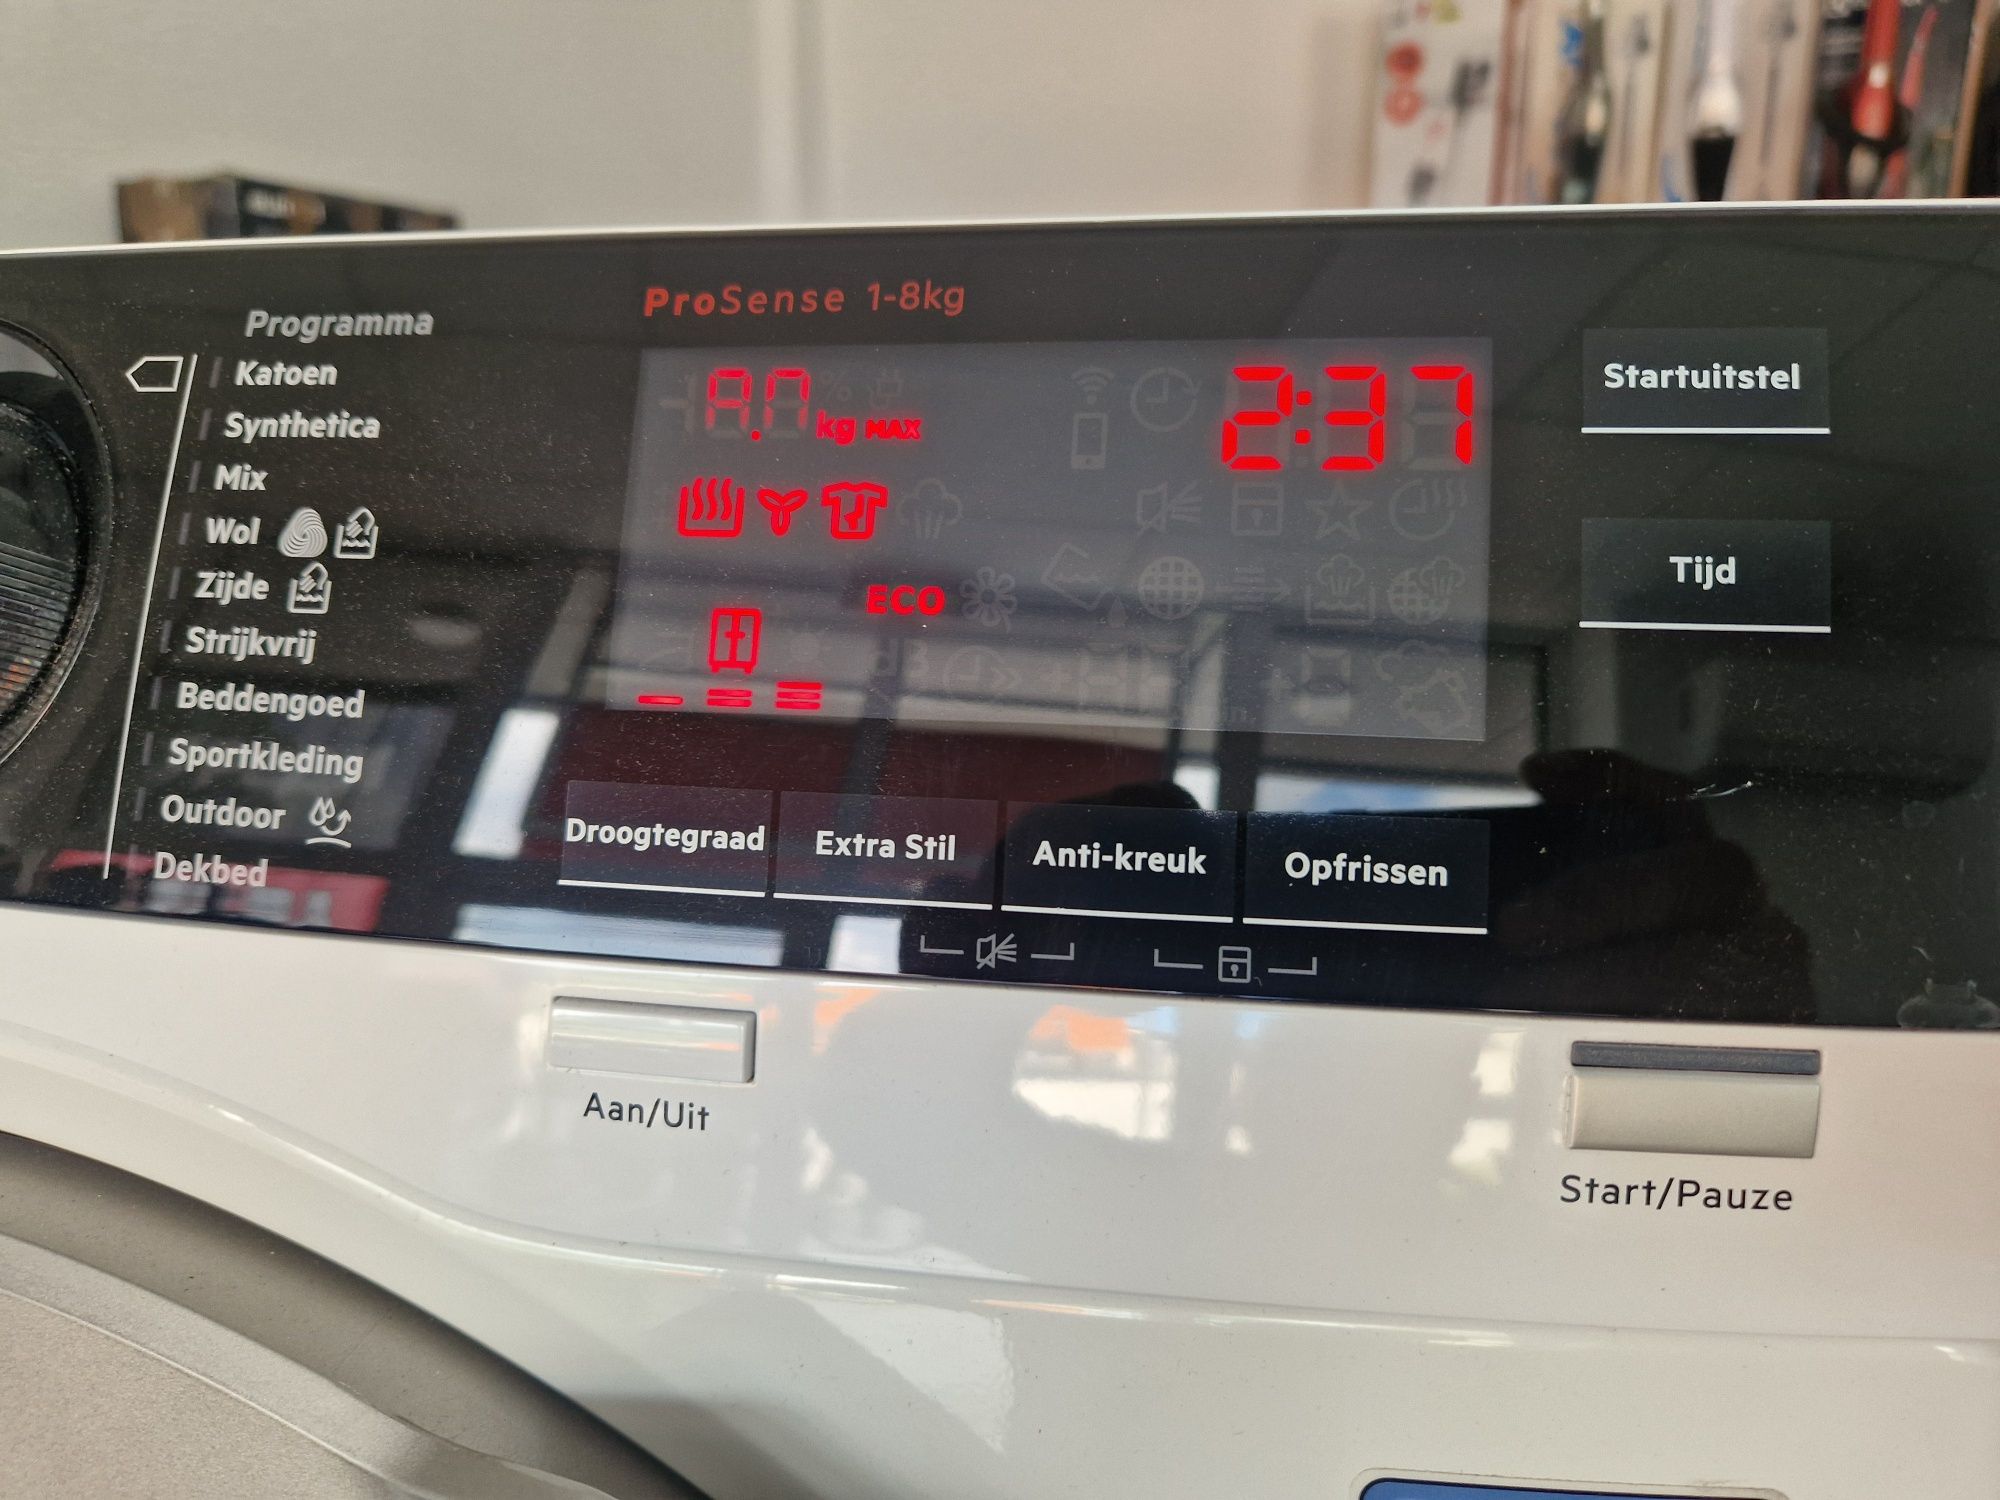 ProSense 1-8kg
Programma
Katoen
Synthetica
Mix
Wol
Zijde
Strijkvrij
Beddengoed
Sportkleding
Outdoor
Dekbed
kg MAX
2:37
ECO
Startuitstel
Tijd
Droogtegraad
Extra Stil
Anti-kreuk
Opfrissen
Aan/Uit
Start/Pauze